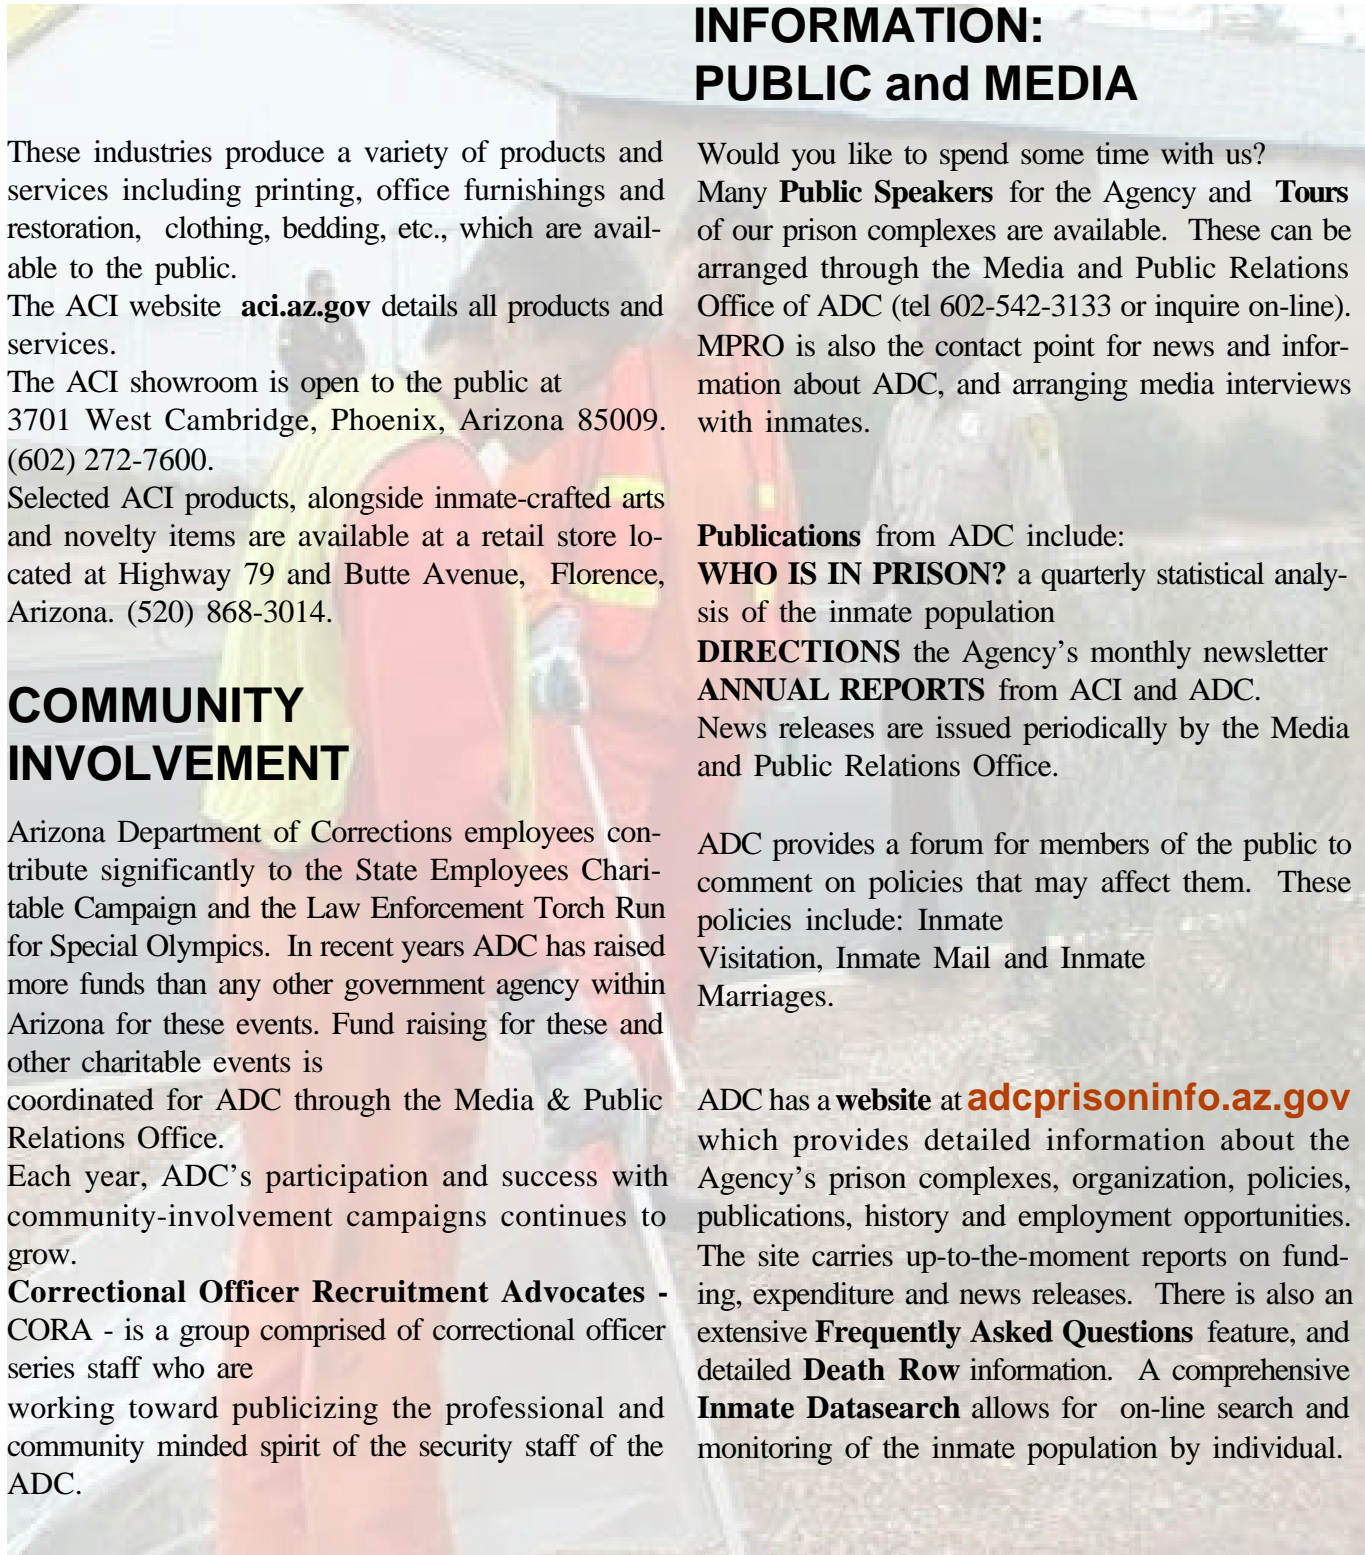 These industries produce a variety of products and
services including printing, office furnishings and
restoration, clothing, bedding, etc., which are avail-
able to the public.
The ACI website aci.az.gov details all products and
services.
The ACI showroom is open to the public at
3701 West Cambridge, Phoenix, Arizona 85009.
(602) 272-7600.
Selected ACI products, alongside inmate-crafted arts
and novelty items are available at a retail store lo-
cated at Highway 79 and Butte Avenue, Florence,
Arizona. (520) 868-3014.
COMMUNITY
INVOLVEMENT
Arizona Department of Corrections employees con-
tribute significantly to the State Employees Chari-
table Campaign and the Law Enforcement Torch Run
for Special Olympics. In recent years ADC has raised
more funds than any other government agency within
Arizona for these events. Fund raising for these and
other charitable events is
coordinated for ADC through the Media & Public
Relations Office.
Each year, ADC’s participation and success with
community-involvement campaigns continues to
grow.
Correctional Officer Recruitment Advocates -
CORA - is a group comprised of correctional officer
series staff who are
working toward publicizing the professional and
community minded spirit of the security staff of the
ADC.
INFORMATION:
PUBLIC and MEDIA
Would you like to spend some time with us?
Many Public Speakers for the Agency and Tours
of our prison complexes are available. These can be
arranged through the Media and Public Relations
Office of ADC (tel 602-542-3133 or inquire on-line).
MPRO is also the contact point for news and infor-
mation about ADC, and arranging media interviews
with inmates.
Publications from ADC include:
WHO IS IN PRISON? a quarterly statistical analy-
sis of the inmate population
DIRECTIONS the Agency’s monthly newsletter
ANNUAL REPORTS from ACI and ADC.
News releases are issued periodically by the Media
and Public Relations Office.
ADC provides a forum for members of the public to
comment on policies that may affect them. These
policies include: Inmate
Visitation, Inmate Mail and Inmate
Marriages.
ADC has a website at adcprisoninfo.az.gov
which provides detailed information about the
Agency’s prison complexes, organization, policies,
publications, history and employment opportunities.
The site carries up-to-the-moment reports on fund-
ing, expenditure and news releases. There is also an
extensive Frequently Asked Questions feature, and
detailed Death Row information. A comprehensive
Inmate Datasearch allows for on-line search and
monitoring of the inmate population by individual.